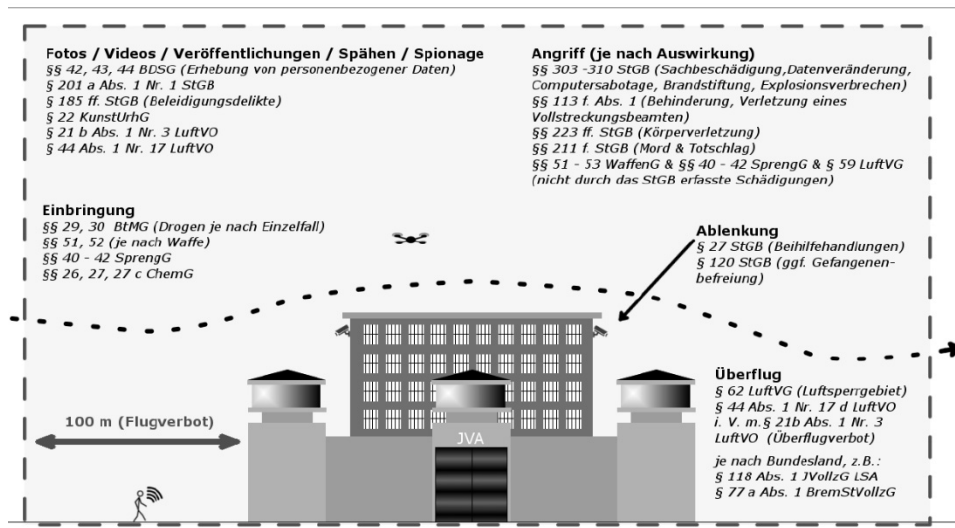 Fotos / Videos / Veröffentlichungen / Spähen / Spionage
§§ 42, 43, 44 BDSG (Erhebung von personenbezogener Daten)
§ 201 a Abs. 1 Nr. 1 StGB
§ 185 ff. StGB (Beleidigungsdelikte)
§ 22 KunstUrhG
§ 21 b Abs. 1 Nr. 3 LuftVO
§ 44 Abs. 1 Nr. 17 LuftVO
Angriff (je nach Auswirkung)
§§ 303 -310 StGB (Sachbeschädigung,Datenveränderung,
Computersabotage, Brandstiftung, Explosionsverbrechen)
§§ 113 f. Abs. 1 (Behinderung, Verletzung eines
Vollstreckungsbeamten)
§§ 223 ff. StGB (Körperverletzung)
§§ 211 f. StGB (Mord & Totschlag)
§§ 51 - 53 WaffenG & §§ 40 - 42 SprengG & § 59 LuftVG
(nicht durch das StGB erfasste Schädigungen)
Einbringung
§§ 29, 30 BtMG (Drogen je nach Einzelfall)
§§ 51, 52 (je nach Waffe)
§§ 40 - 42 SprengG
§§ 26, 27, 27 c ChemG
Ablenkung
§ 27 StGB (Beihilfehandlungen)
§ 120 StGB (ggf. Gefangenen-
befreiung)
100 m (Flugverbot)
JVA
Überflug
§ 62 LuftVG (Luftsperrgebiet)
§ 44 Abs. 1 Nr. 17 d LuftVO
i. V. m.§ 21b Abs. 1 Nr. 3
LuftVO (Überflugverbot)
je nach Bundesland, z.B.:
§ 118 Abs. 1 JVollzG LSA
§ 77 a Abs. 1 BremStVollzG